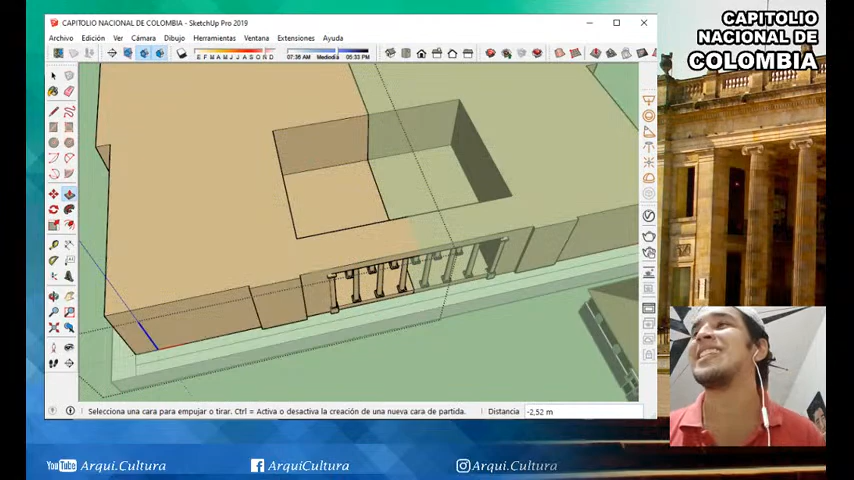 CAPITOLIO NACIONAL DE COLOMBIA - SketchUp Pro 2019
Archivo Edición Ver Cámara Dibujo Herramientas Ventana Extensiones Ayuda
E F M A M J J A S O N D 07:36 AM Mediodía 05:33 PM
CAPITOLIO
NACIONAL DE
COLOMBIA
Selecciona una cara para empujar o tirar. Ctrl = Activa o desactiva la creación de una nueva cara de partida. Distancia -2,52 m
YouTube Arqui.Cultura ArquiCultura Arqui.Cultura